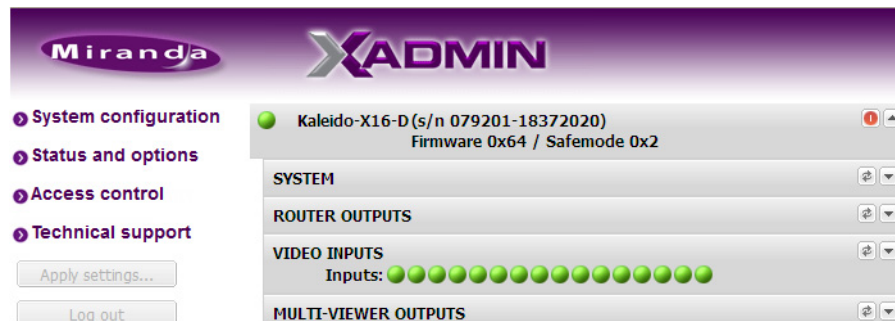 Miranda
XADMIN
System configuration
Status and options
Access control
Technical support
Apply settings...
Log out
Kaleido-X16-D (s/n 079201-18372020)
Firmware 0x64 / Safemode 0x2
SYSTEM
ROUTER OUTPUTS
VIDEO INPUTS
Inputs:
MULTI-VIEWER OUTPUTS